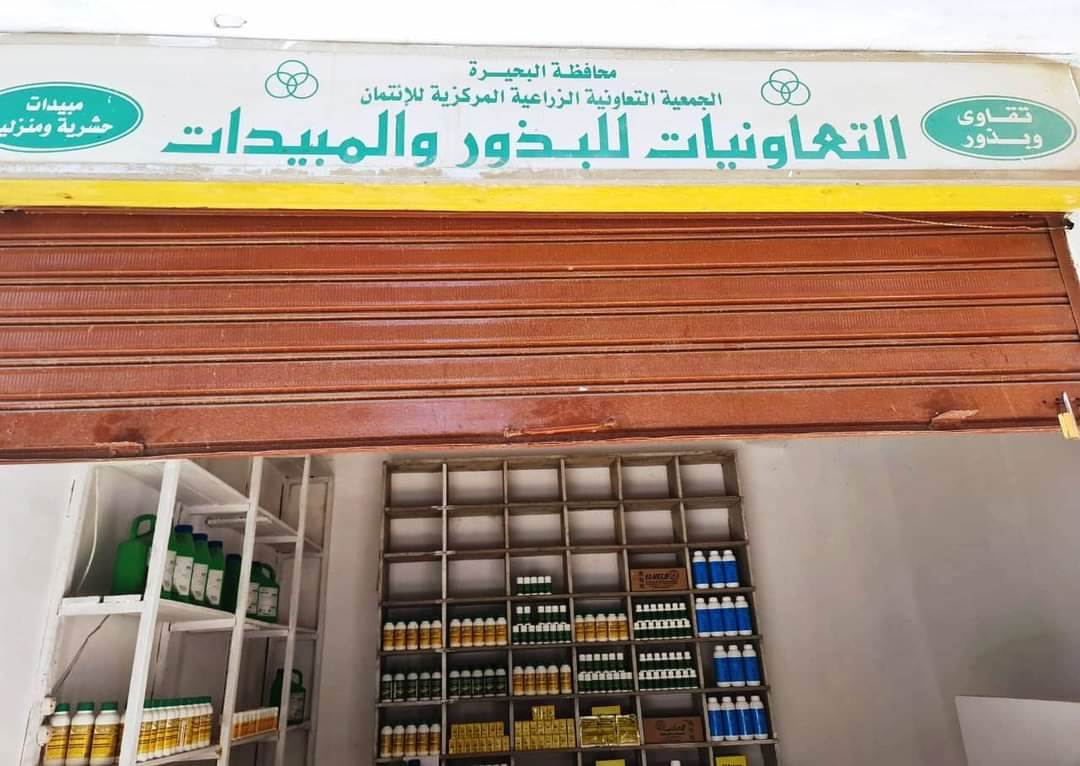 محافظة البحيرة
الجمعية التعاونية الزراعية المركزية للإئتمان
التعاونيات للبذور والمبيدات
تقاوى
وبذور
مبيدات
حشرية ومنزلية